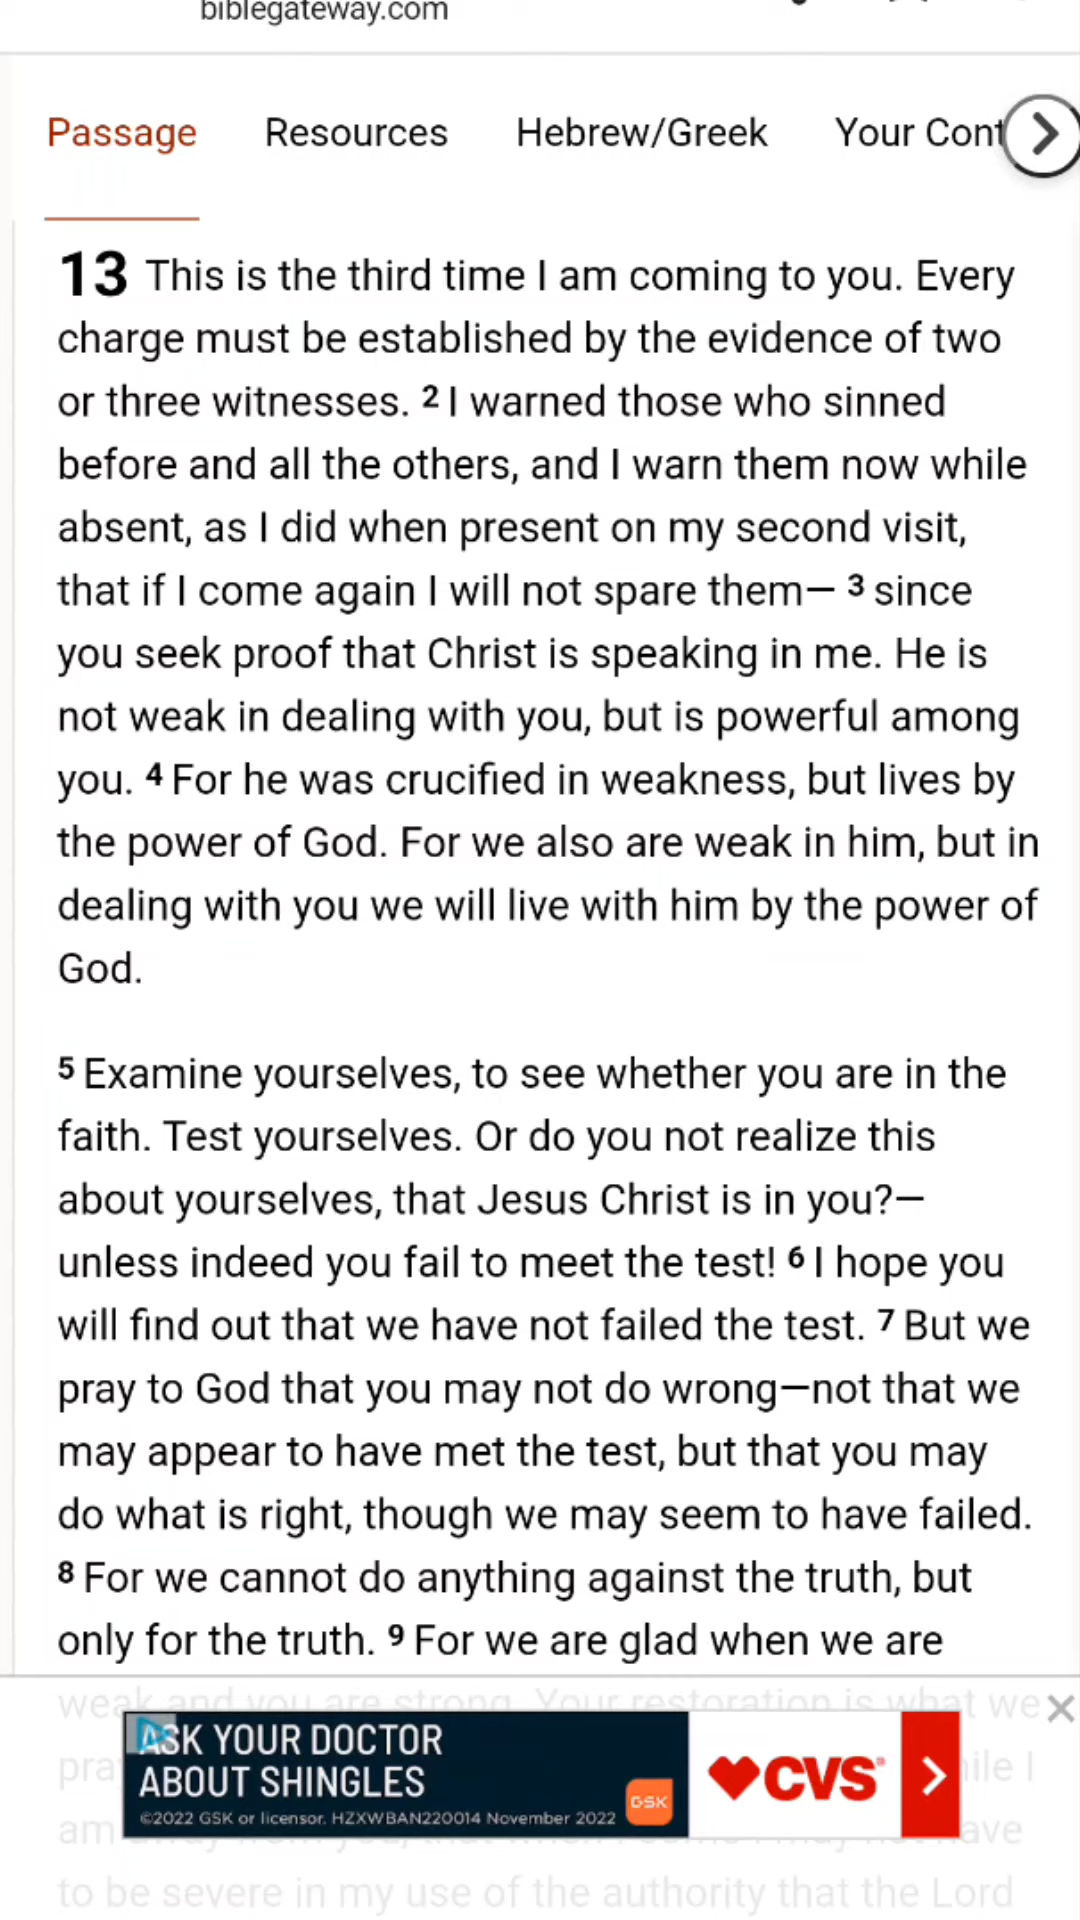 biblegateway.com
Passage Resources Hebrew/Greek Your Cont
13 This is the third time I am coming to you. Every
charge must be established by the evidence of two
or three witnesses. 2 I warned those who sinned
before and all the others, and I warn them now while
absent, as I did when present on my second visit,
that if I come again I will not spare them— 3 since
you seek proof that Christ is speaking in me. He is
not weak in dealing with you, but is powerful among
you. 4 For he was crucified in weakness, but lives by
the power of God. For we also are weak in him, but in
dealing with you we will live with him by the power of
God.
5 Examine yourselves, to see whether you are in the
faith. Test yourselves. Or do you not realize this
about yourselves, that Jesus Christ is in you?—
unless indeed you fail to meet the test! 6 I hope you
will find out that we have not failed the test. 7 But we
pray to God that you may not do wrong—not that we
may appear to have met the test, but that you may
do what is right, though we may seem to have failed.
8 For we cannot do anything against the truth, but
only for the truth. 9 For we are glad when we are
weak and you are strong. Your restoration is what we
pra ile I
am ave
ASK YOUR DOCTOR
ABOUT SHINGLES
©2022 GSK or licensor. HZXWBAN220014 November 2022
GSK
CVS
to be severe in my use of the authority that the Lord